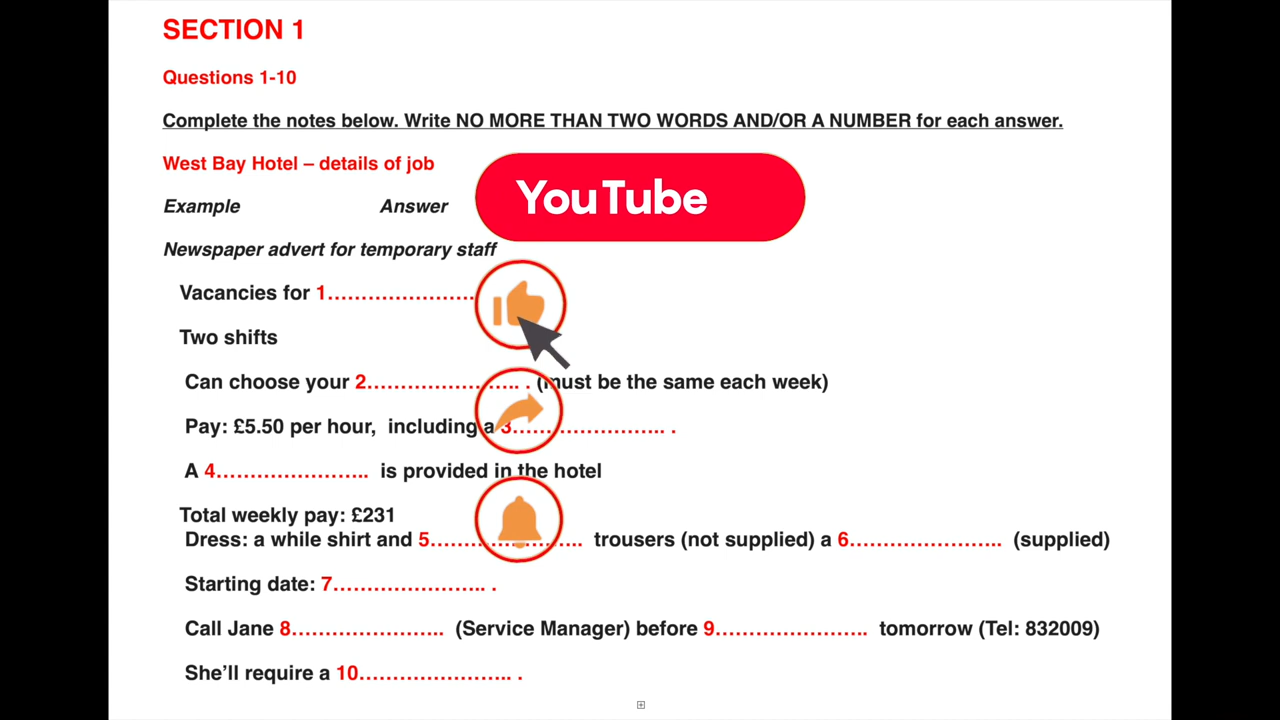 SECTION 1
Questions 1-10
Complete the notes below. Write NO MORE THAN TWO WORDS AND/OR A NUMBER for each answer.
West Bay Hotel – details of job
Example Answer
YouTube
Newspaper advert for temporary staff
Vacancies for 1…………………
Two shifts
Can choose your 2………………….. . (must be the same each week)
Pay: £5.50 per hour, including a 3………………….. .
A 4………………….. is provided in the hotel
Total weekly pay: £231
Dress: a while shirt and 5………………….. trousers (not supplied) a 6………………….. (supplied)
Starting date: 7………………….. .
Call Jane 8………………….. (Service Manager) before 9………………….. tomorrow (Tel: 832009)
She’ll require a 10………………….. .